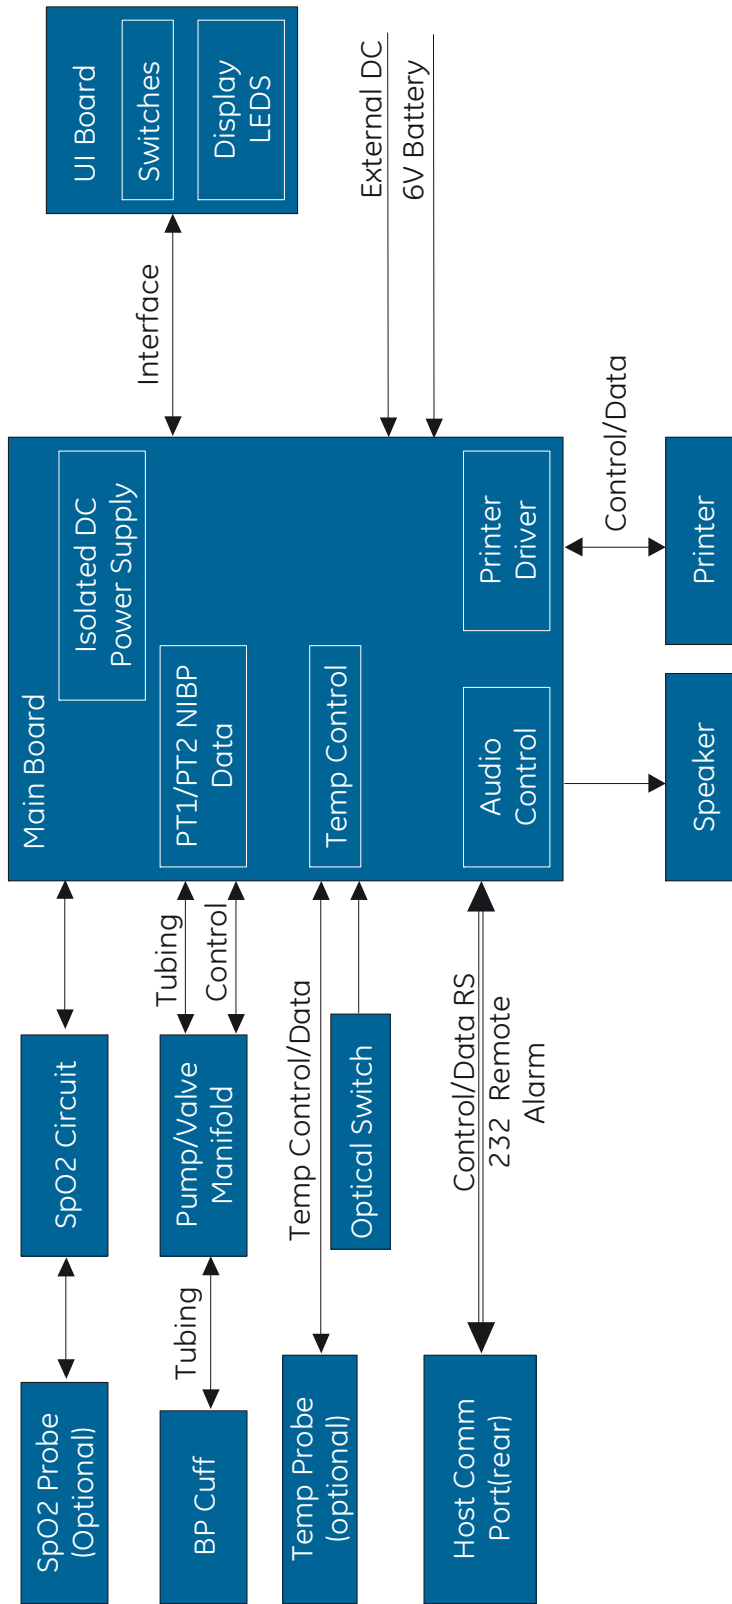 SpO2 Probe
(Optional)
SpO2 Circuit
Main Board
Isolated DC
Power Supply
Interface
UI Board
Switches
Display
LEDS
BP Cuff
Tubing
Pump/Valve
Manifold
Tubing
Control
PT1/PT2 NIBP
Data
Temp Probe
(optional)
Temp Control/Data
Optical Switch
Temp Control
External DC
6V Battery
Host Comm
Port(rear)
Control/Data RS
232 Remote
Alarm
Audio
Control
Printer
Driver
Control/Data
Speaker
Printer